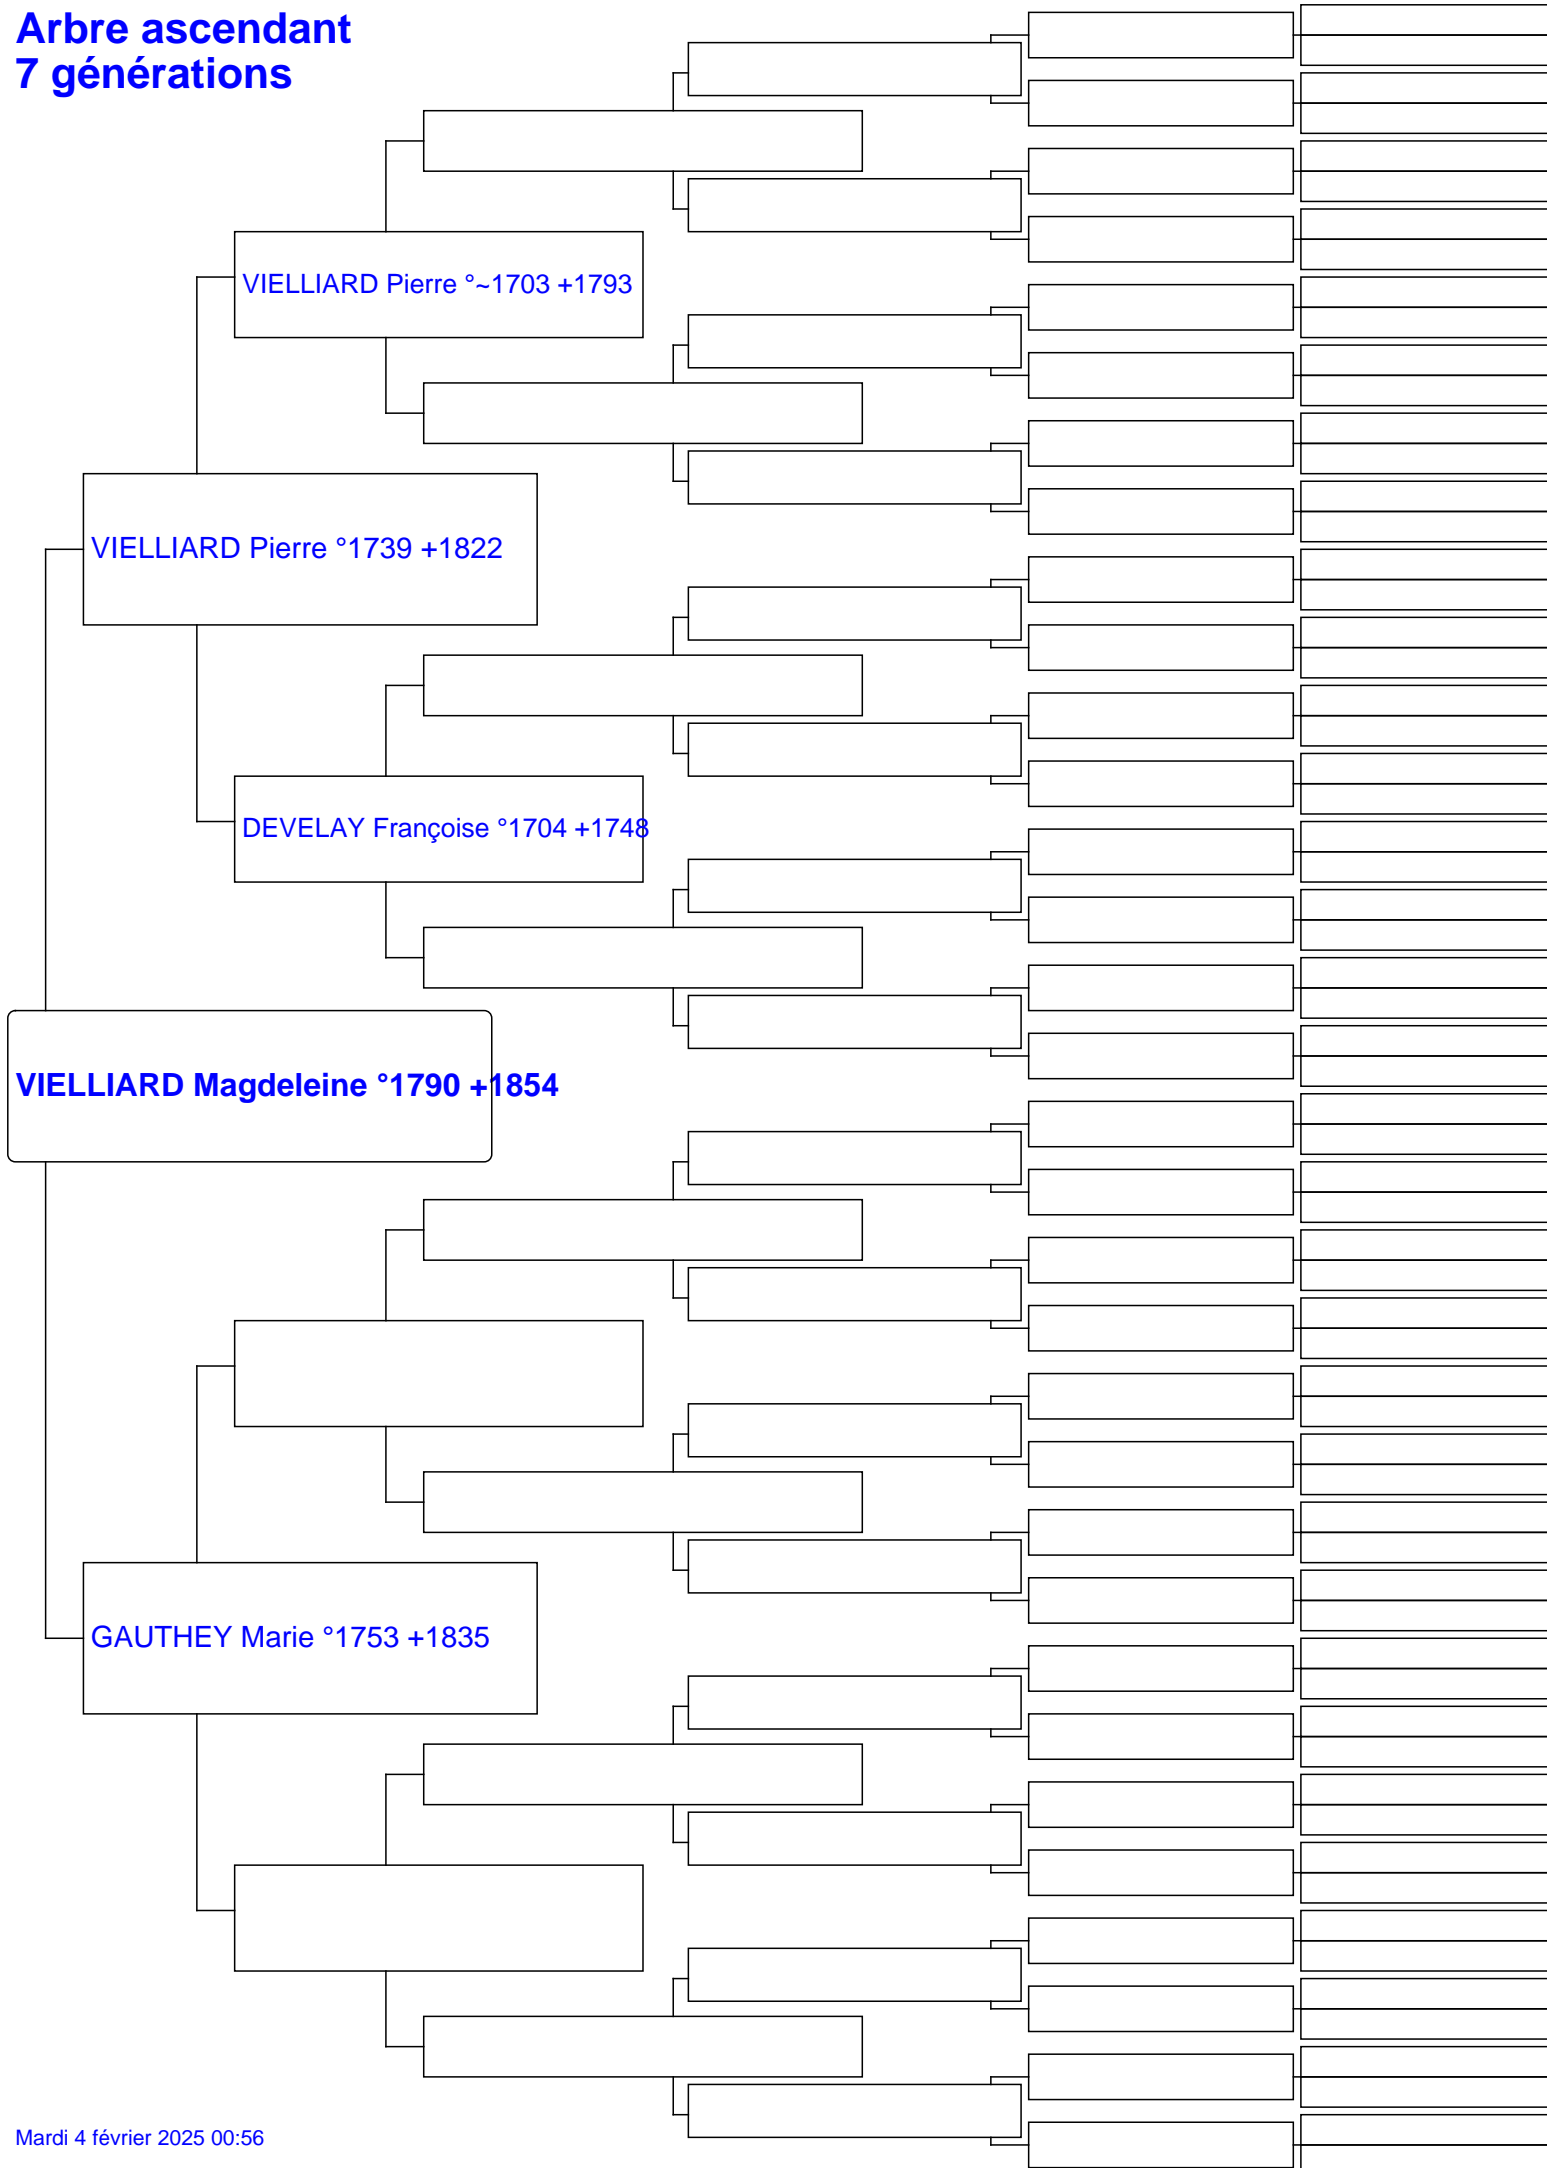 Arbre ascendant
7 générations
VIELLIARD Pierre °~1703 +1793
VIELLIARD Pierre °1739 +1822
DEVELAY Françoise °1704 +1748
VIELLIARD Magdeleine °1790 +1854
GAUTHEY Marie °1753 +1835
Mardi 4 février 2025 00:56